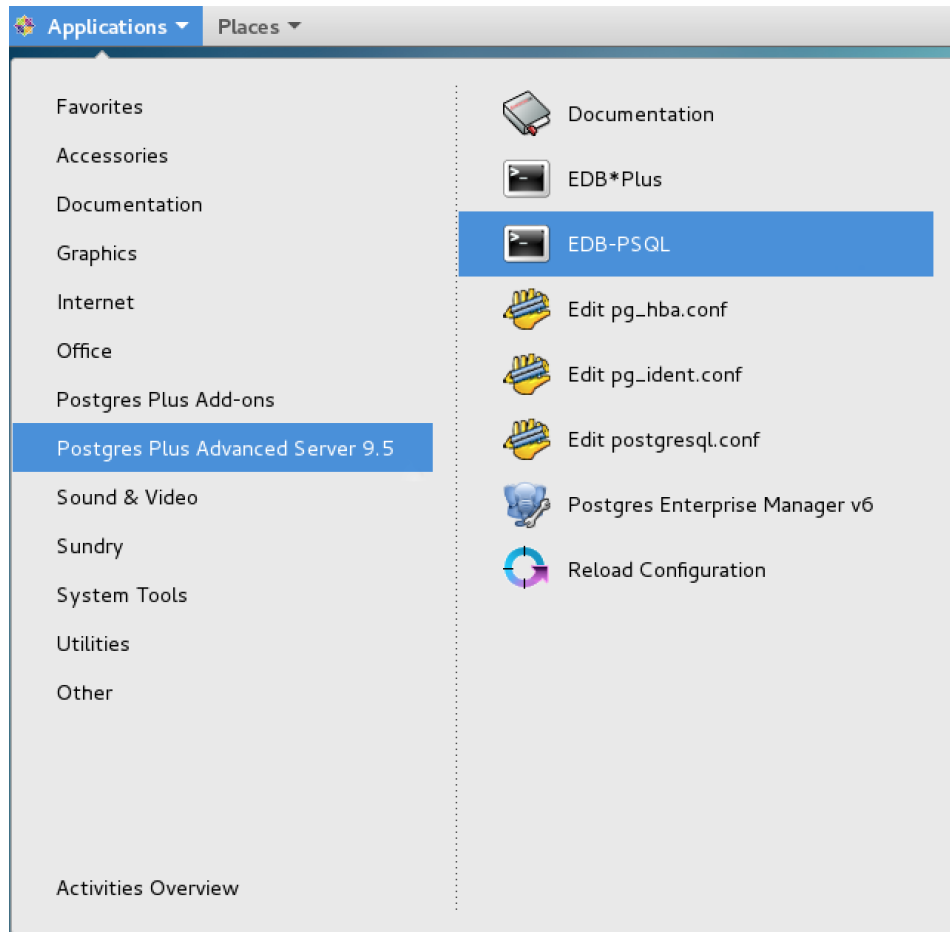 Applications Places
Favorites
Accessories
Documentation
Graphics
Internet
Office
Postgres Plus Add-ons
Postgres Plus Advanced Server 9.5
Sound & Video
Sundry
System Tools
Utilities
Other
Activities Overview
Documentation
EDB*Plus
EDB-PSQL
Edit pg_hba.conf
Edit pg_ident.conf
Edit postgresql.conf
Postgres Enterprise Manager v6
Reload Configuration